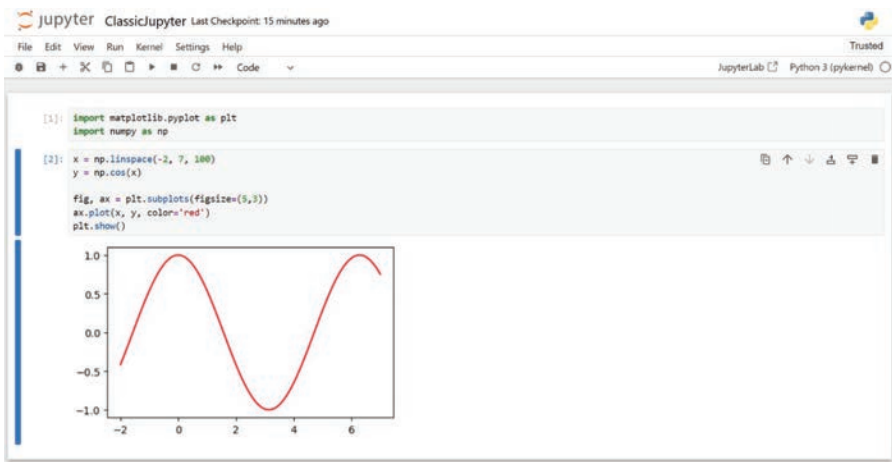 jupyter ClassicJupyter Last Checkpoint: 15 minutes ago
File Edit View Run Kernel Settings Help Trusted
Code JupyterLab Python 3 (pykernel)
[1]: import matplotlib.pyplot as plt
import numpy as np
[2]: x = np.linspace(-2, 7, 100)
y = np.cos(x)
fig, ax = plt.subplots(figsize=(5,3))
ax.plot(x, y, color='red')
plt.show()
1.0
0.5
0.0
−0.5
−1.0
−2 0 2 4 6